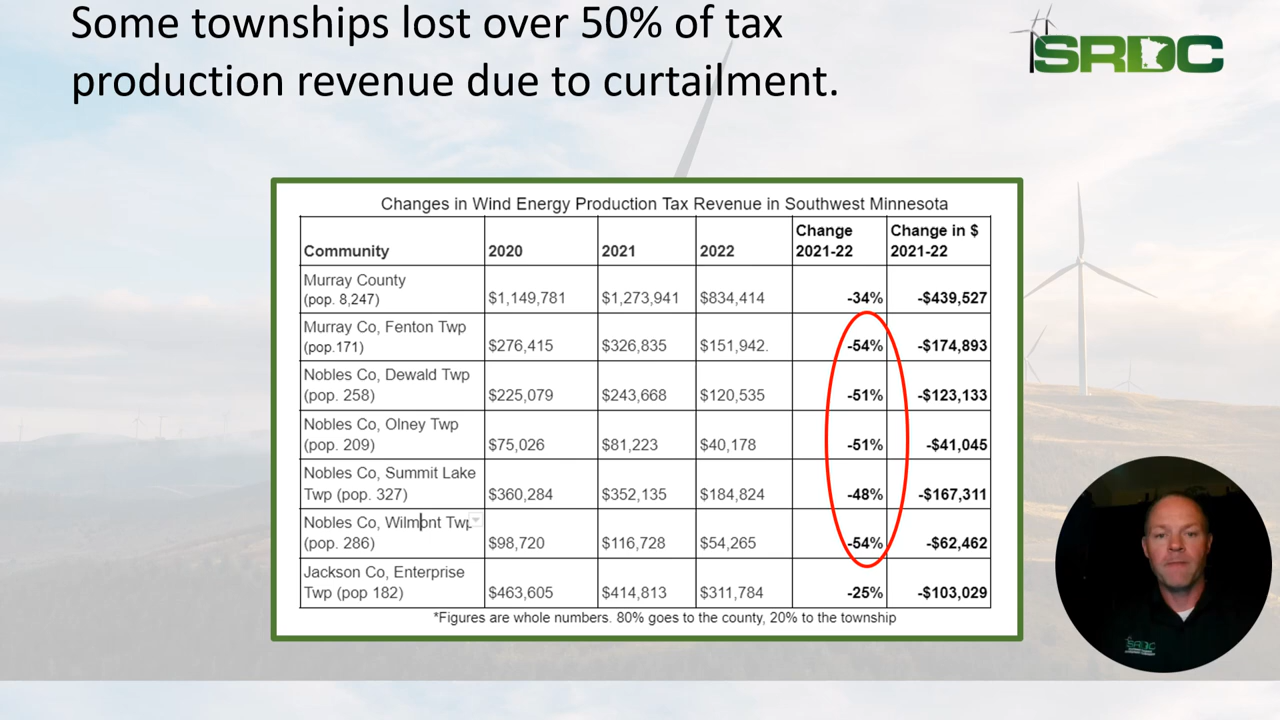 Some townships lost over 50% of tax
production revenue due to curtailment.
SRDC
Changes in Wind Energy Production Tax Revenue in Southwest Minnesota
Community 2020 2021 2022 Change 2021-22 Change in $ 2021-22
Murray County
(pop. 8,247) $1,149,781 $1,273,941 $834,414 -34% -$439,527
Murray Co, Fenton Twp
(pop.171) $276,415 $326,835 $151,942. -54% -$174,893
Nobles Co, Dewald Twp
(pop. 258) $225,079 $243,668 $120,535 -51% -$123,133
Nobles Co, Olney Twp
(pop. 209) $75,026 $81,223 $40,178 -51% -$41,045
Nobles Co, Summit Lake
Twp (pop. 327) $360,284 $352,135 $184,824 -48% -$167,311
Nobles Co, Wilmont Twp
(pop. 286) $98,720 $116,728 $54,265 -54% -$62,462
Jackson Co, Enterprise
Twp (pop 182) $463,605 $414,813 $311,784 -25% -$103,029
*Figures are whole numbers. 80% goes to the county, 20% to the township
SRDC